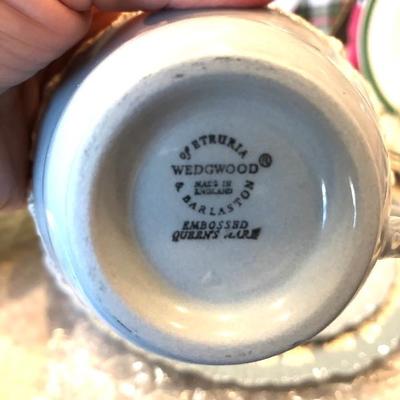 OF ETRURIA
WEDGWOOD®
MADE IN
ENGLAND
& BARLASTON
EMBOSSED
QUEEN'S WARE